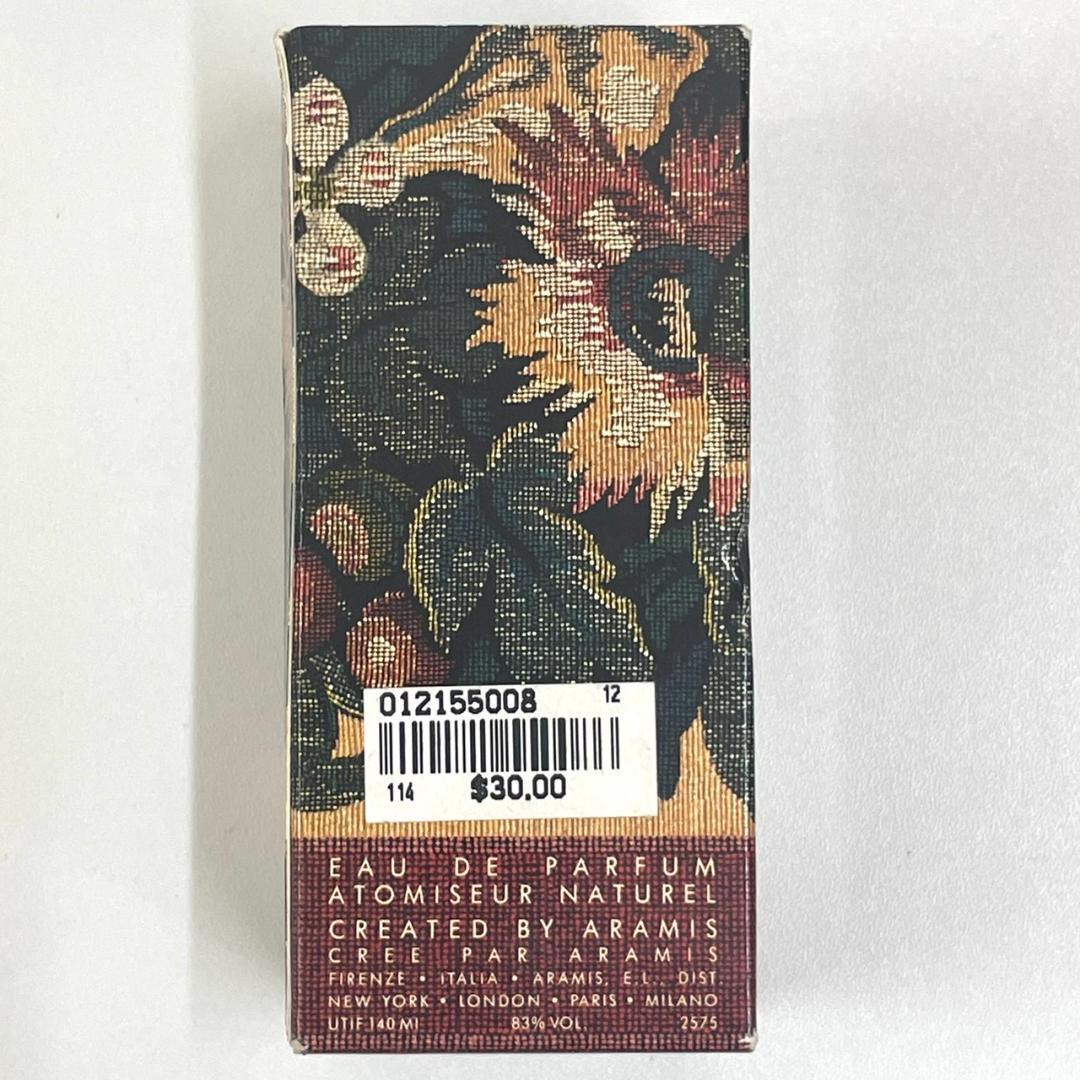 012155008 12
114 $30.00
EAU DE PARFUM
ATOMISEUR NATUREL
CREATED BY ARAMIS
CREE PAR ARAMIS
FIRENZE • ITALIA • ARAMIS, E.L., DIST.
NEW YORK • LONDON • PARIS • MILANO
UTIF 140 MI 83% VOL. 2575